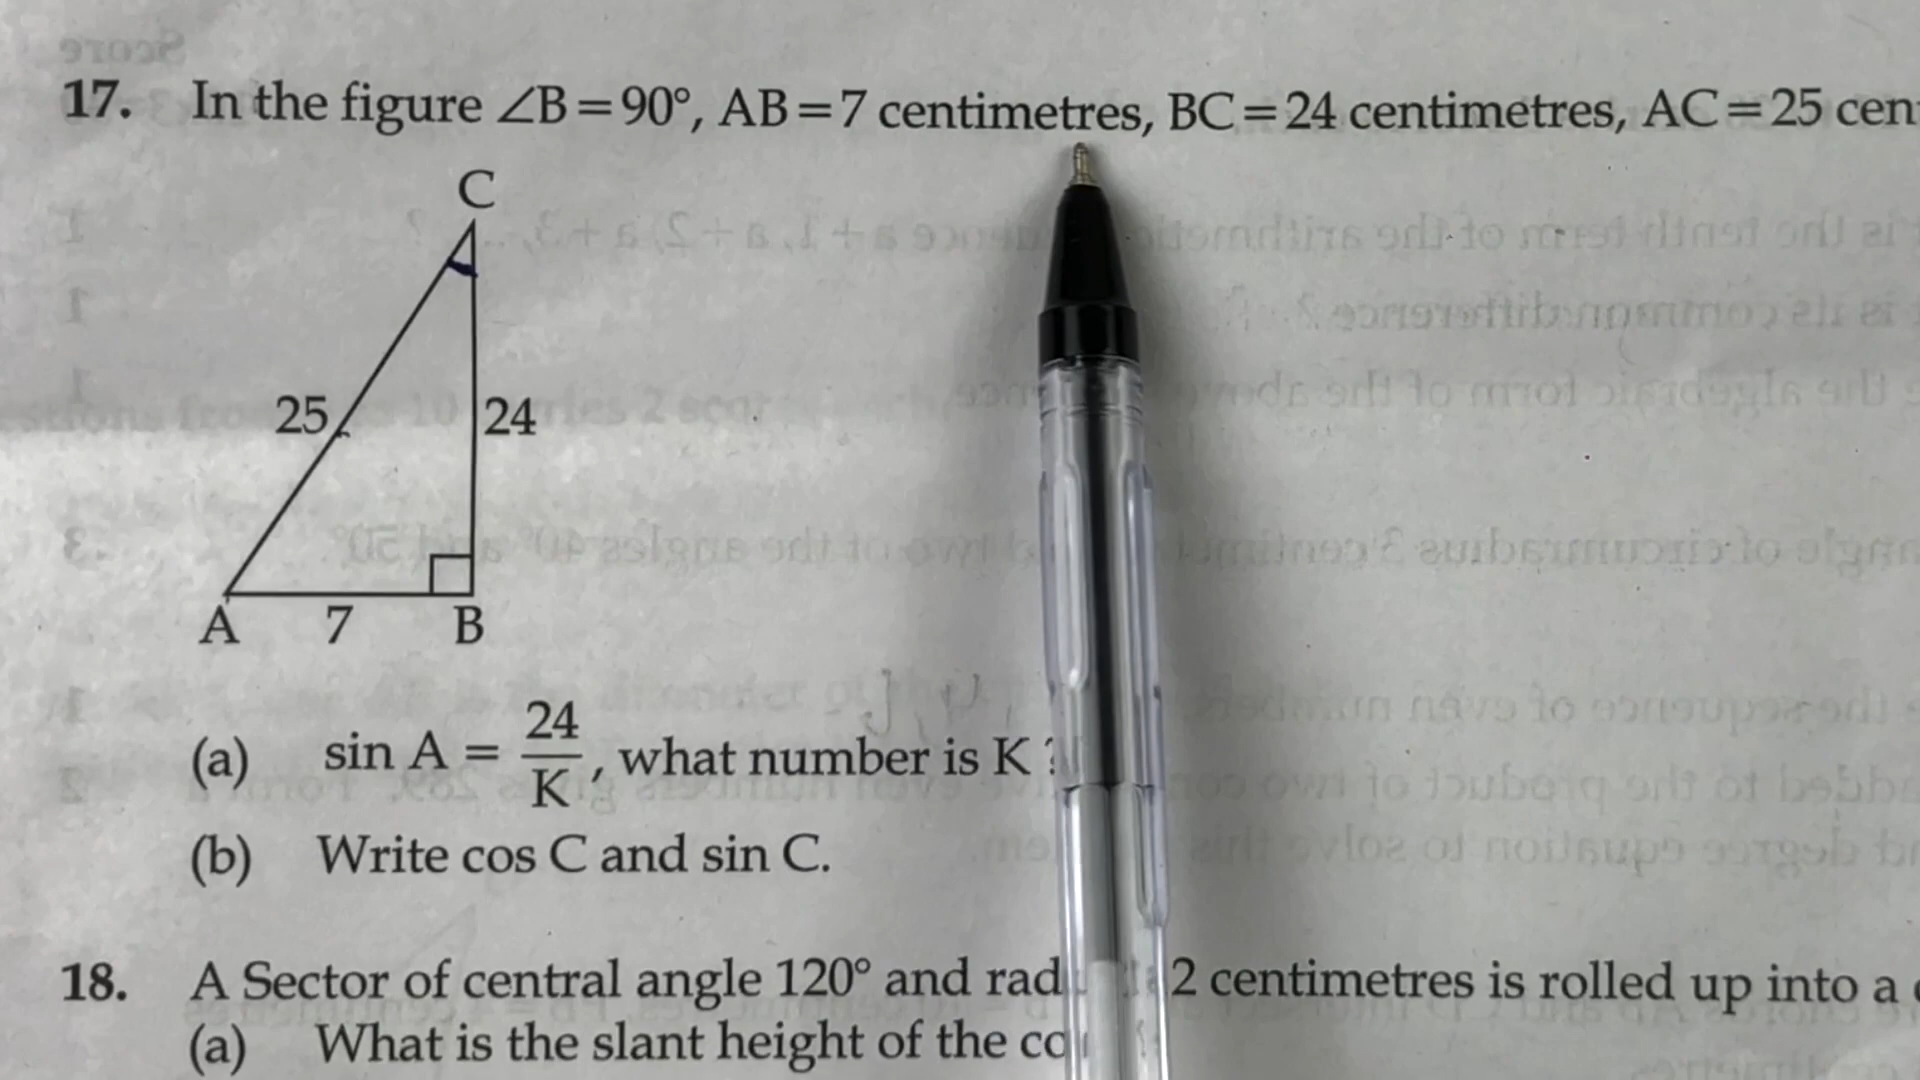 17. In the figure ∠B=90°, AB=7 centimetres, BC=24 centimetres, AC=25 cen
C
25
24
A 7 B
(a) sin A = 24/K, what number is K ?
(b) Write cos C and sin C.
18. A Sector of central angle 120° and 2 centimetres is rolled up into a
(a) What is the slant height of the